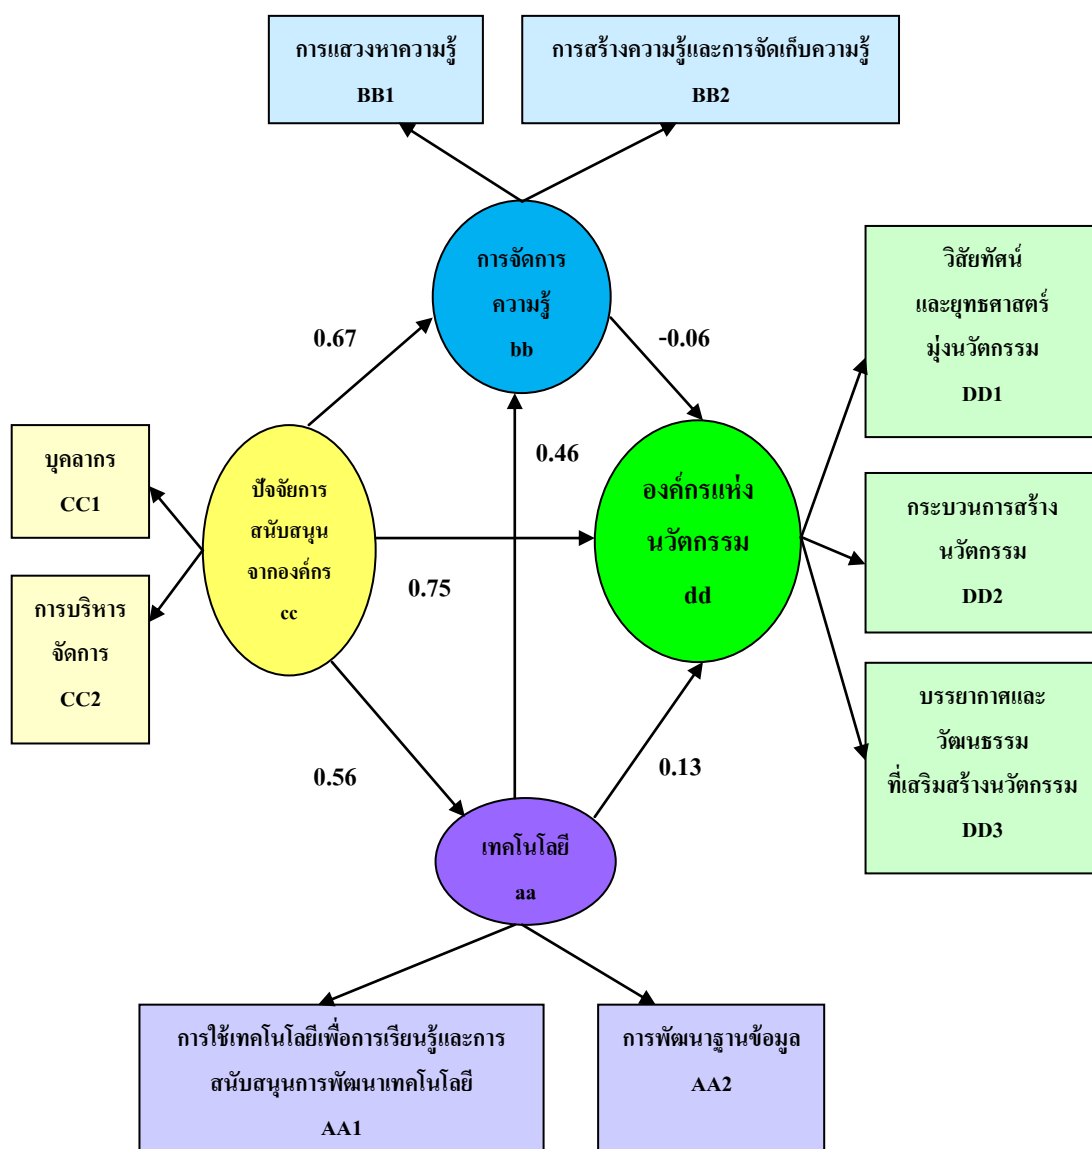 การแสวงหาความรู้
BB1
การสร้างความรู้และการจัดเก็บความรู้
BB2
การจัดการ
ความรู้
bb
วิสัยทัศน์
และยุทธศาสตร์
มุ่งนวัตกรรม
DD1
0.67
-0.06
บุคลากร
CC1
ปัจจัยการ
สนับสนุน
จากองค์กร
cc
0.46
องค์กรแห่ง
นวัตกรรม
dd
กระบวนการสร้าง
นวัตกรรม
DD2
การบริหาร
จัดการ
CC2
0.75
บรรยากาศและ
วัฒนธรรม
ที่เสริมสร้างนวัตกรรม
DD3
0.56
0.13
เทคโนโลยี
aa
การใช้เทคโนโลยีเพื่อการเรียนรู้และการ
สนับสนุนการพัฒนาเทคโนโลยี
AA1
การพัฒนาฐานข้อมูล
AA2